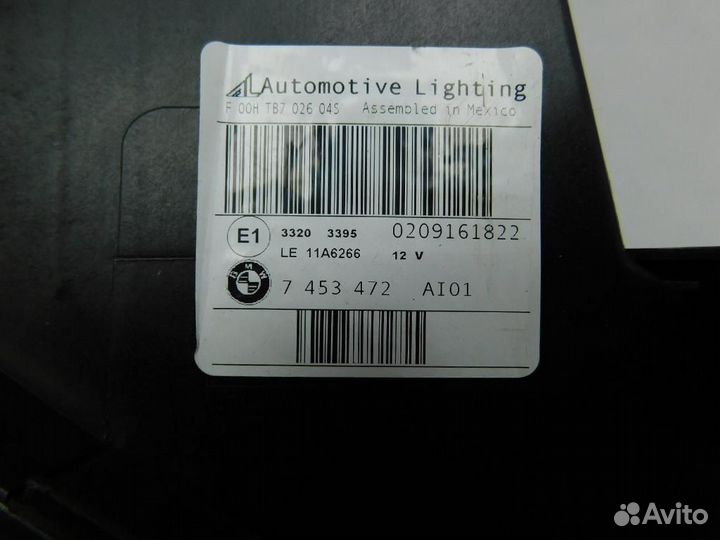 AL Automotive Lighting
F 00H TB7 026 04S Assembled in Mexico
E1 3320 3395 0209161822
LE 11A6266 12 V
BMW 7 453 472 AI01
Avito